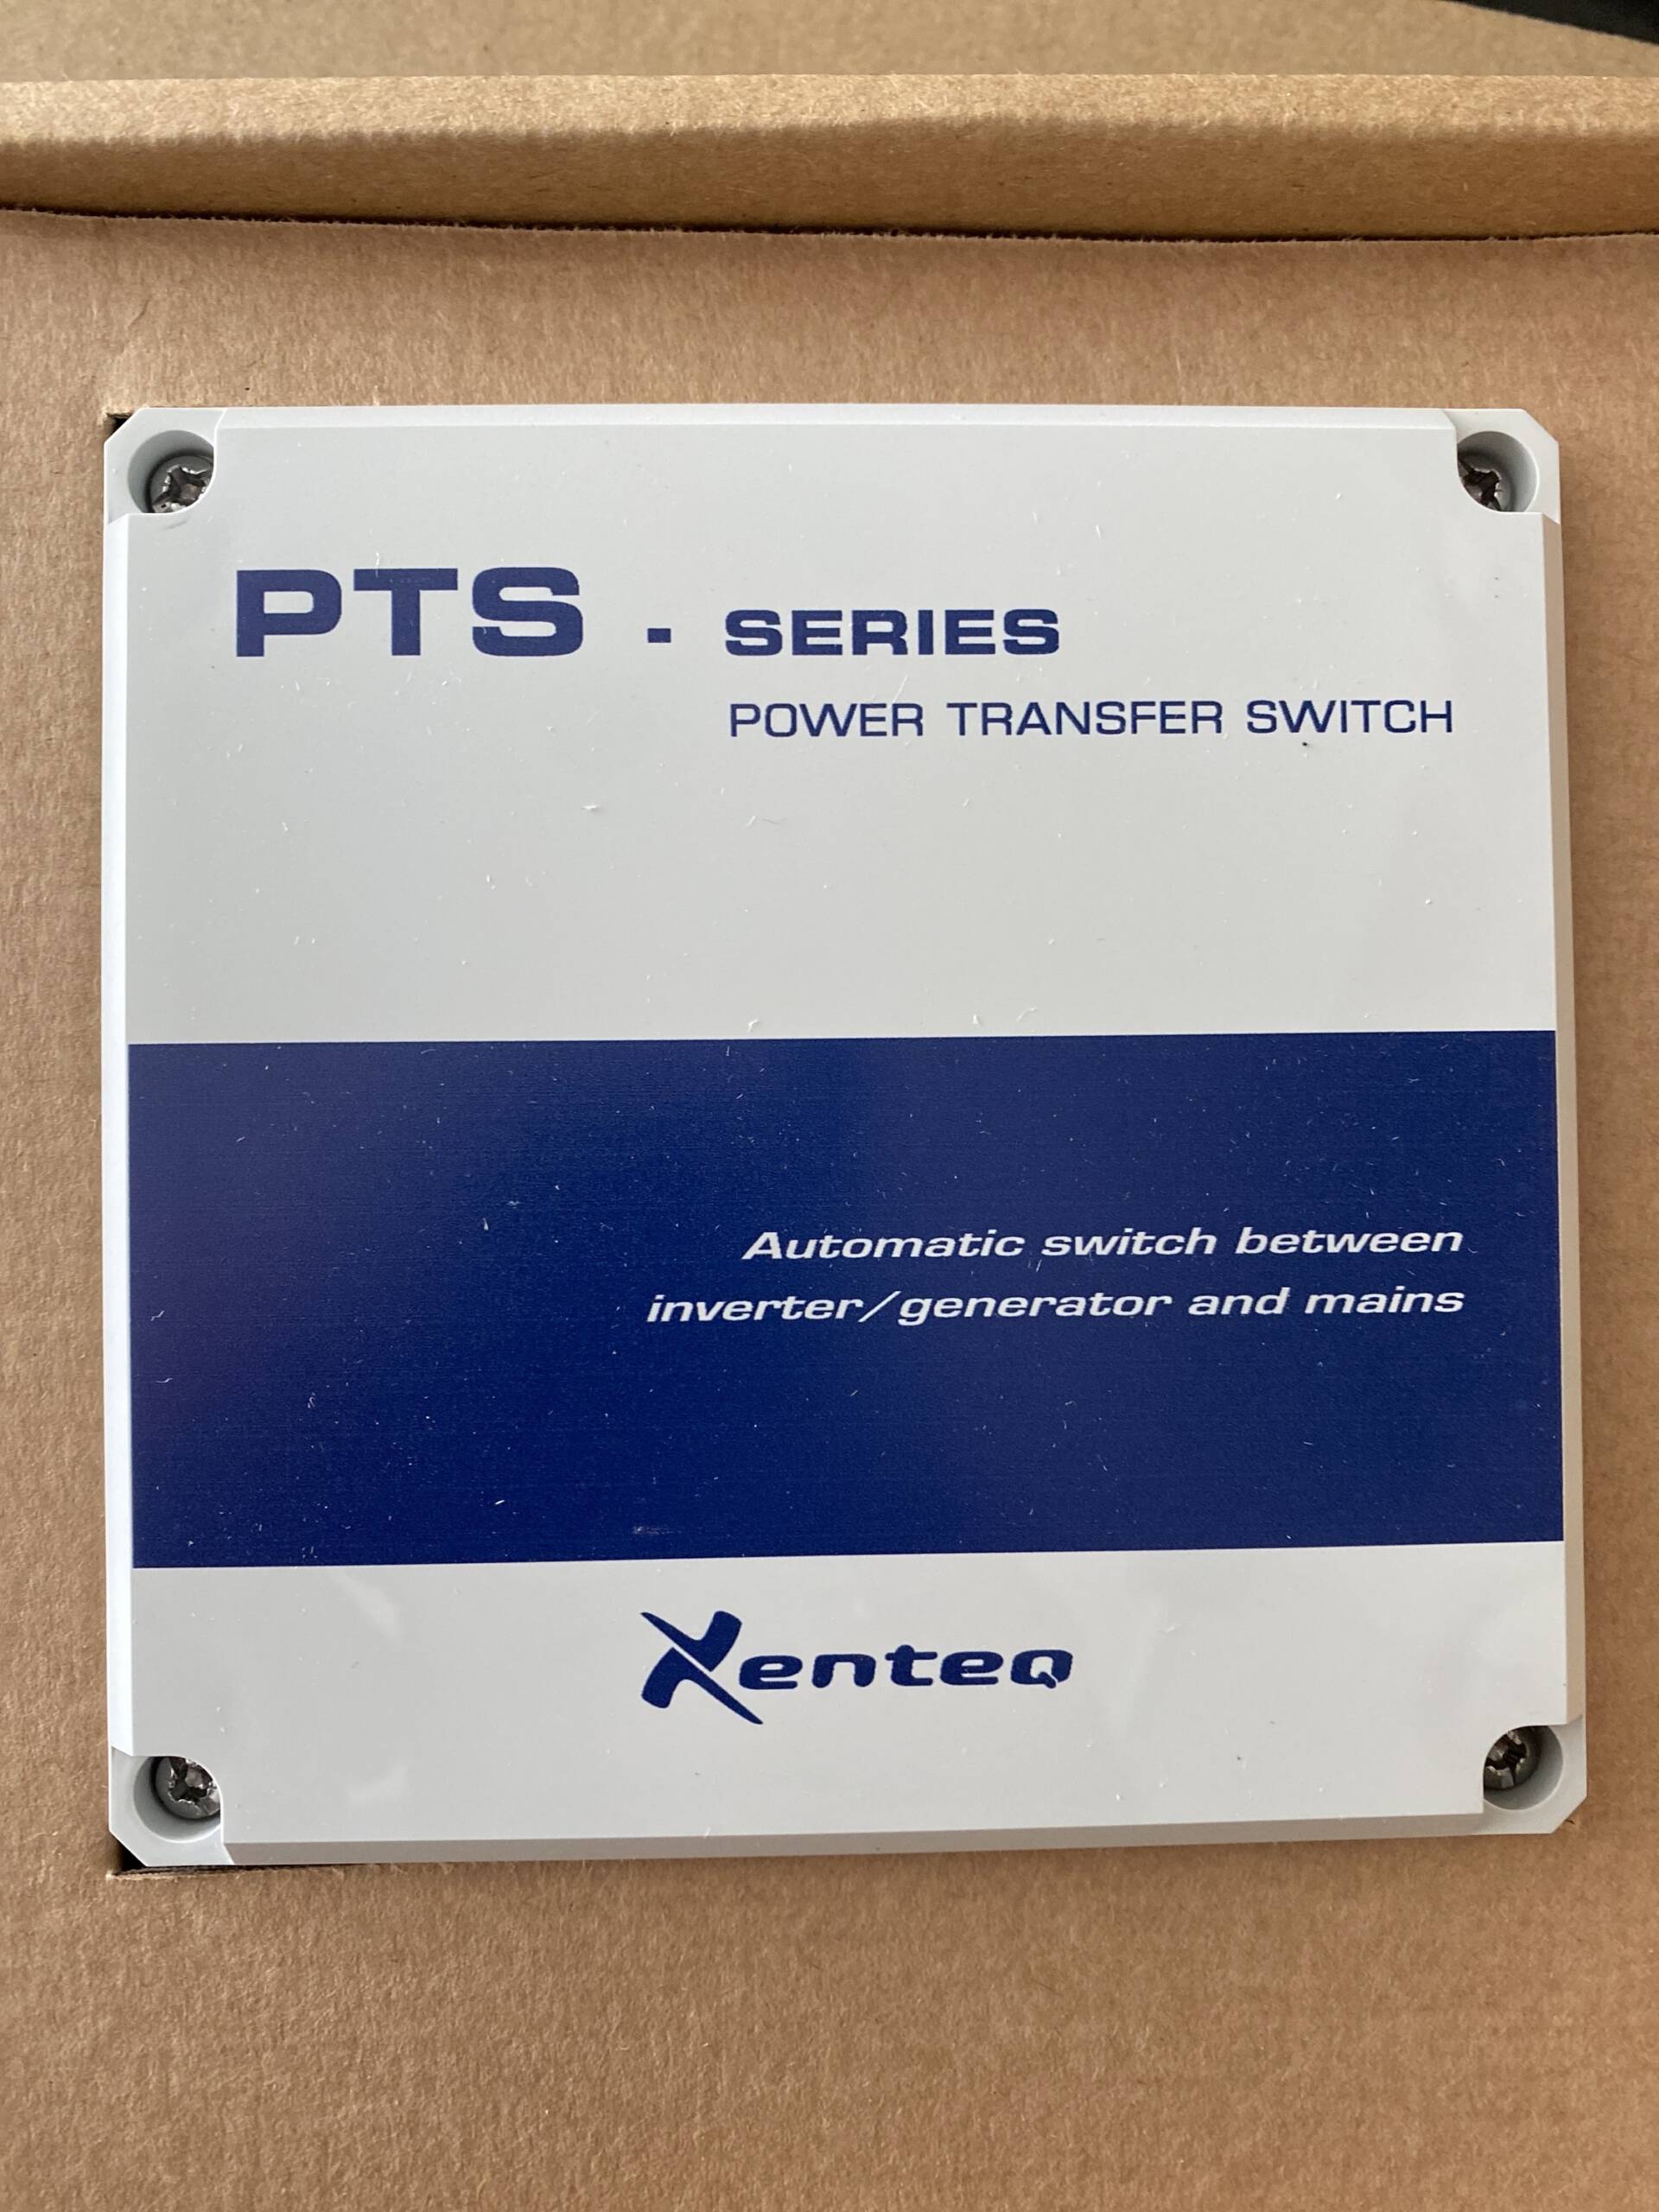 PTS - SERIES
POWER TRANSFER SWITCH
Automatic switch between
inverter/generator and mains
Xenteq